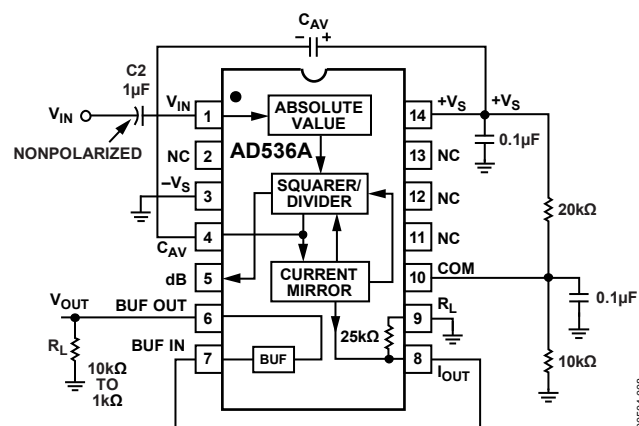 CAV
– +
C2
1µF
VIN
NONPOLARIZED
VIN
1
ABSOLUTE
VALUE
14
+VS
+VS
0.1µF
NC
2
AD536A
13
NC
–VS
3
SQUARER/
DIVIDER
12
NC
20kΩ
4
CAV
11
NC
dB
5
CURRENT
MIRROR
10
COM
0.1µF
VOUT
BUF OUT
6
25kΩ
9
RL
RL
10kΩ
TO
1kΩ
BUF IN
7
BUF
8
IOUT
10kΩ